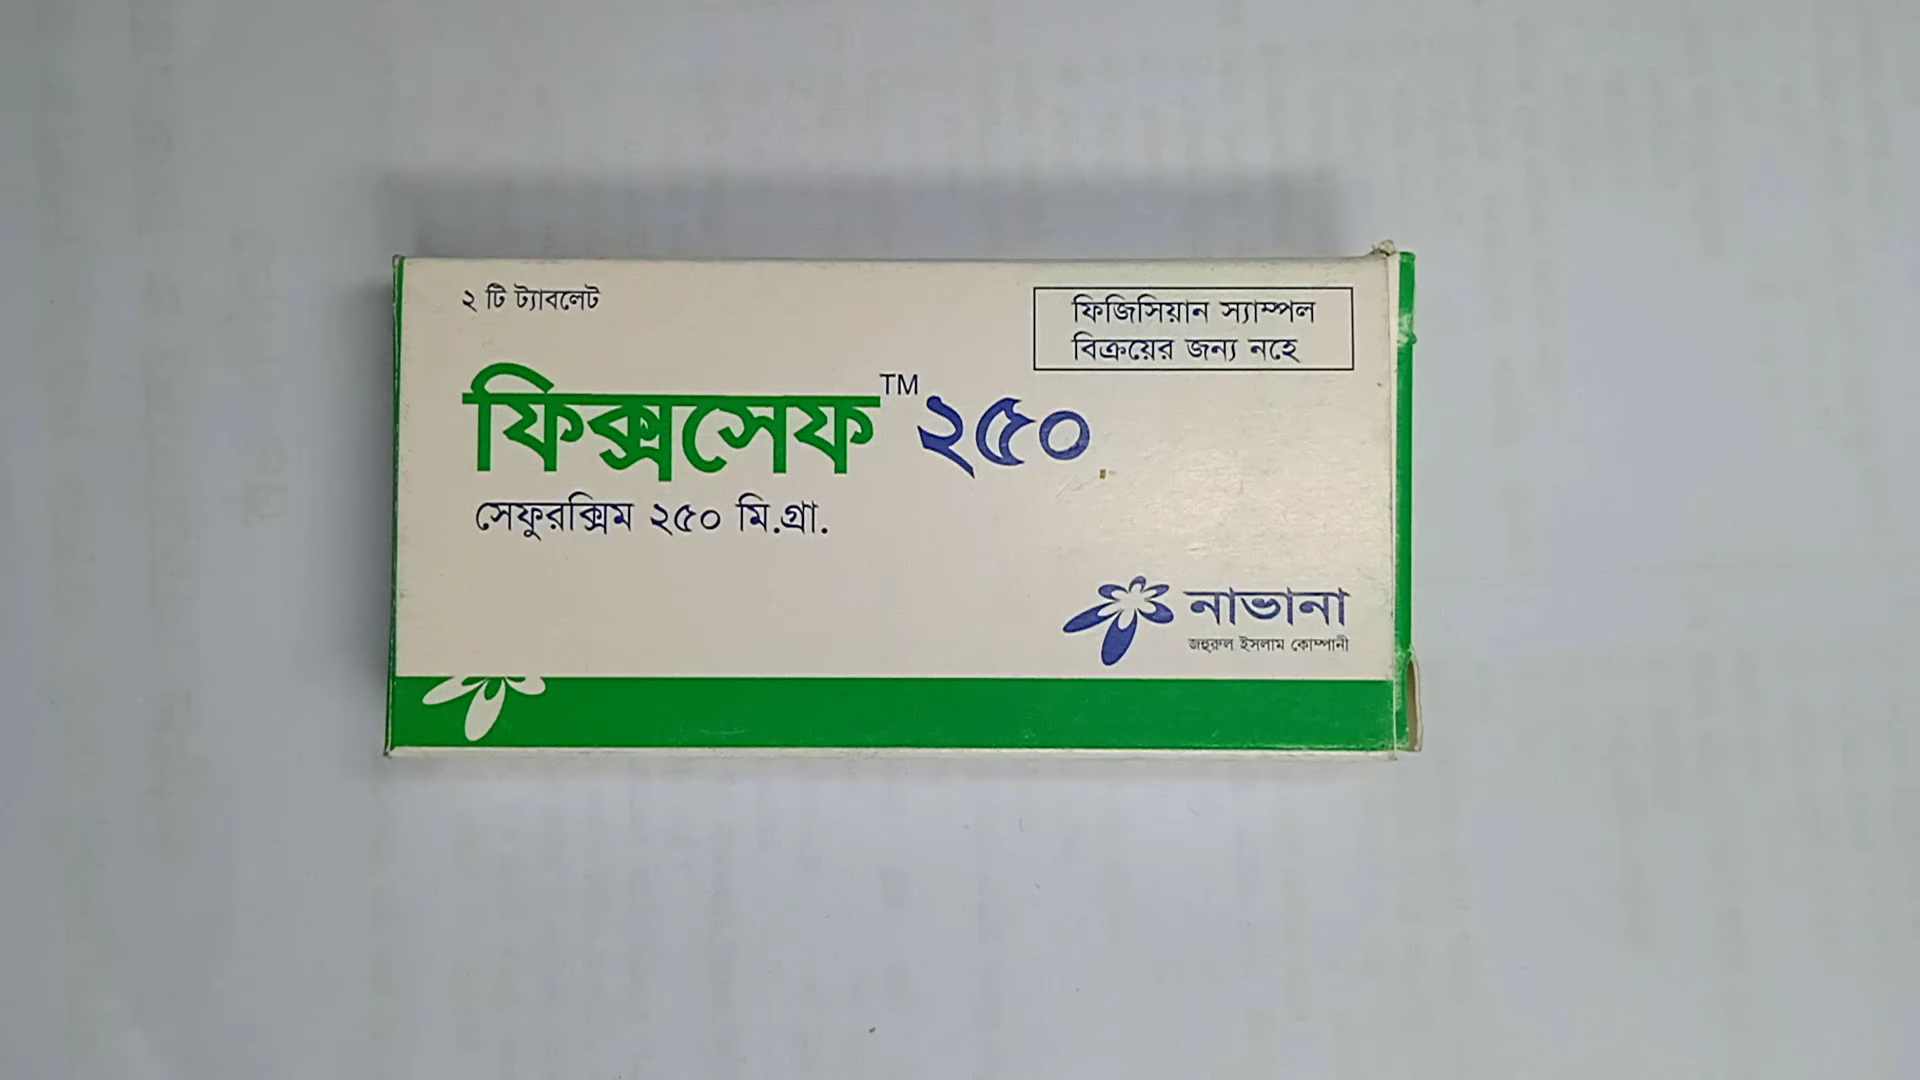 ২ টি ট্যাবলেট
ফিজিসিয়ান স্যাম্পল
বিক্রয়ের জন্য নহে
ফিক্সসেফ™ ২৫০
সেফুরক্সিম ২৫০ মি.গ্রা.
নাভানা
জহুরুল ইসলাম কোম্পানী